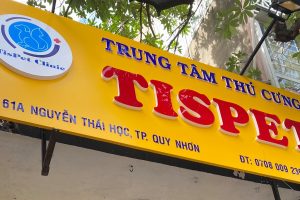 TisPet Clinic
TRUNG TÂM THÚ CƯNG
TISPET
61A NGUYỄN THÁI HỌC, TP. QUY NHƠN
ĐT: 0708 009